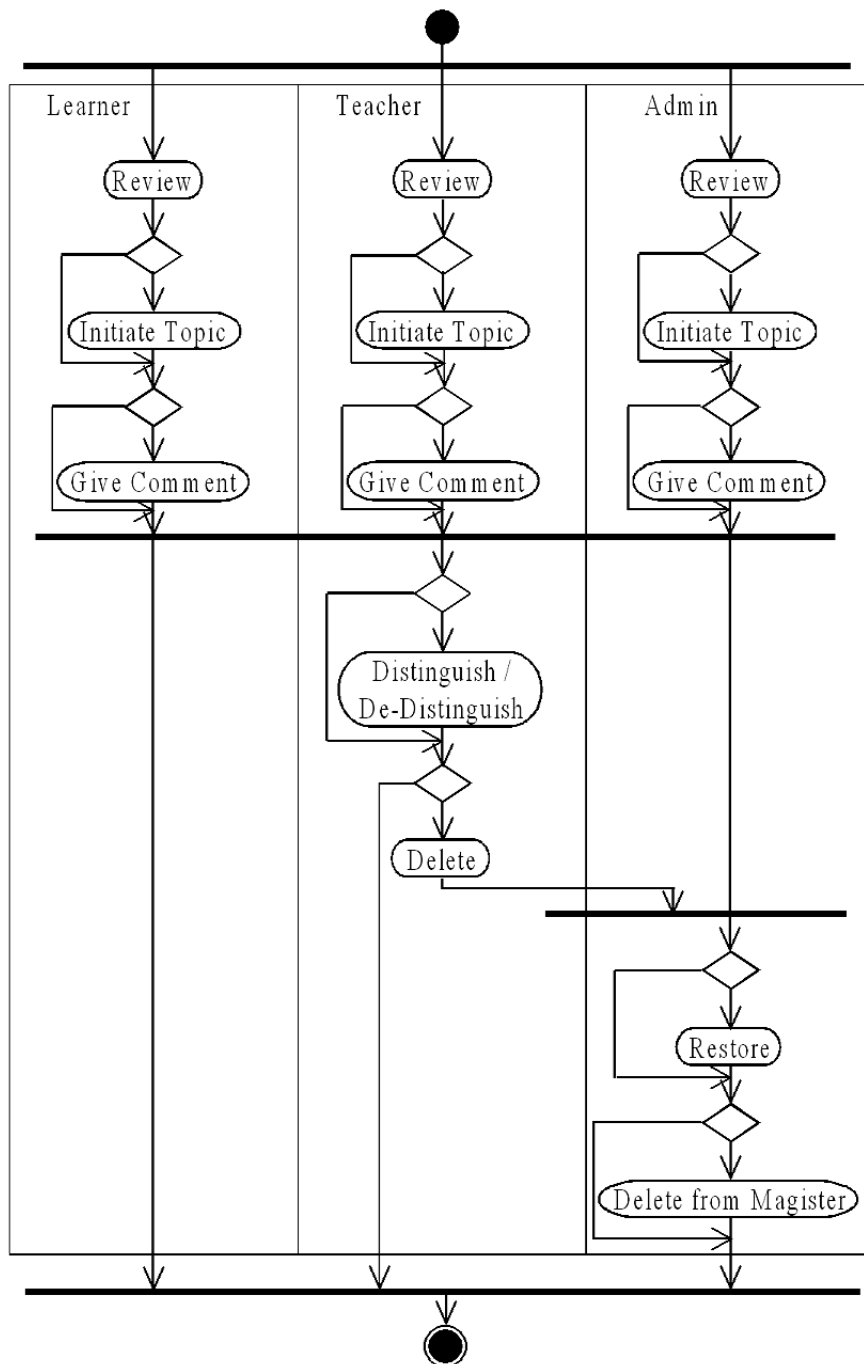 Learner
Teacher
Admin
Review
Review
Review
Initiate Topic
Initiate Topic
Initiate Topic
Give Comment
Give Comment
Give Comment
Distinguish /
De-Distinguish
Delete
Restore
Delete from Magister